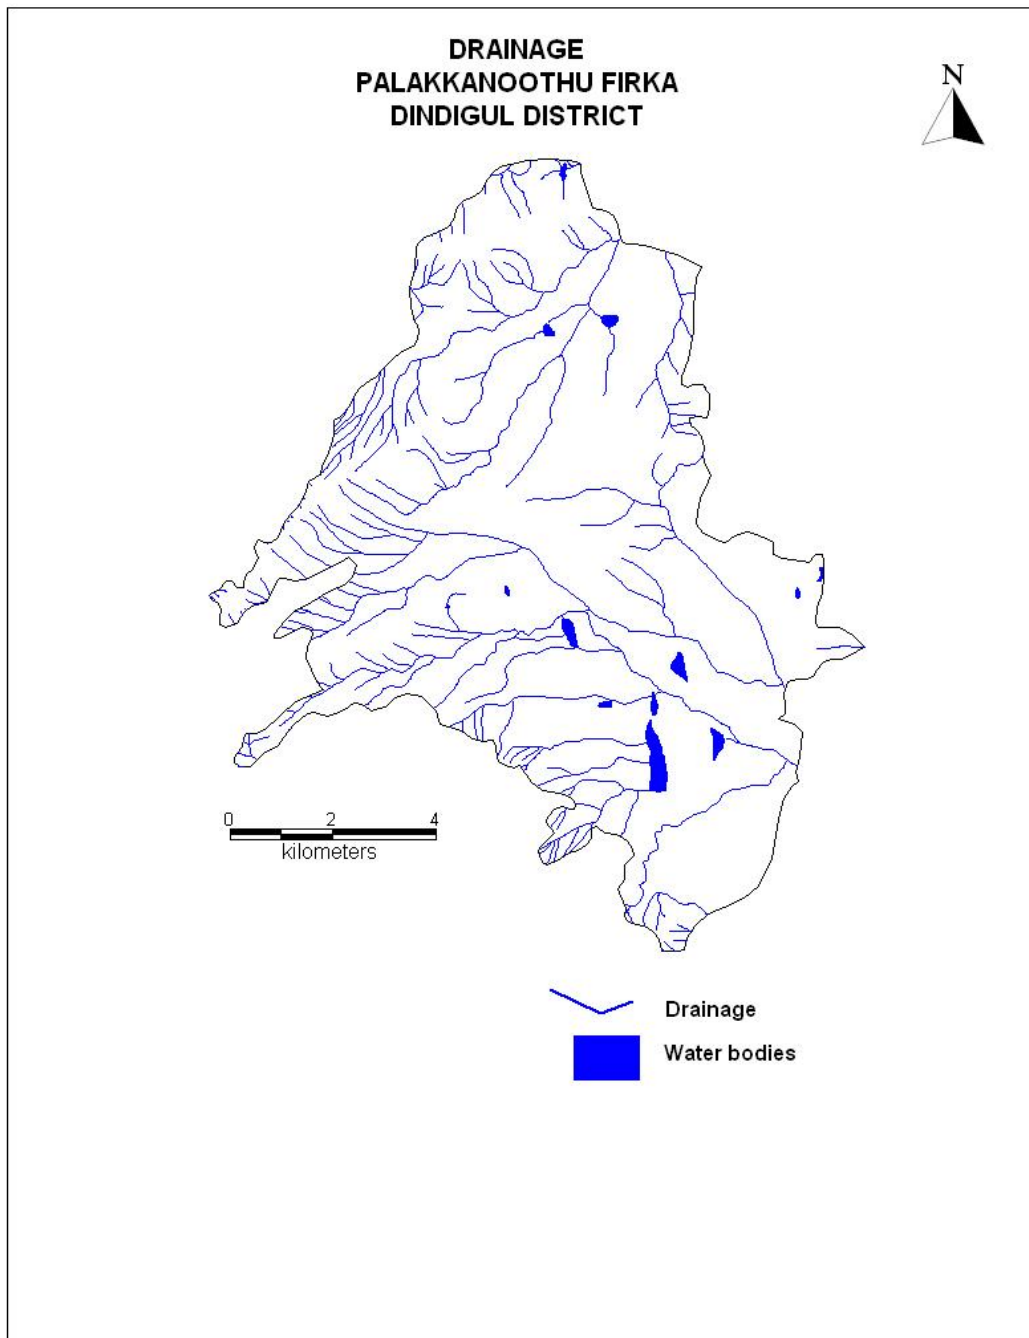 DRAINAGE
PALAKKANOOTHU FIRKA
DINDIGUL DISTRICT
N
0 2 4
kilometers
Drainage
Water bodies